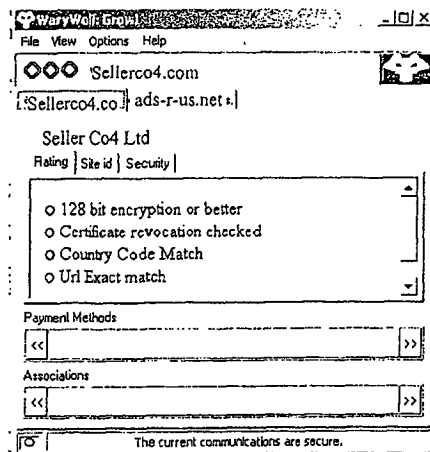 WaryWolf: Growl
File View Options Help
'Sellerco4.com
'Sellerco4.co ads-r-us.net
Seller Co4 Ltd
Rating Site id Security
128 bit encryption or better
Certificate revocation checked
Country Code Match
Url Exact match
Payment Methods
<< >>
Associations
<< >>
The current communications are secure.